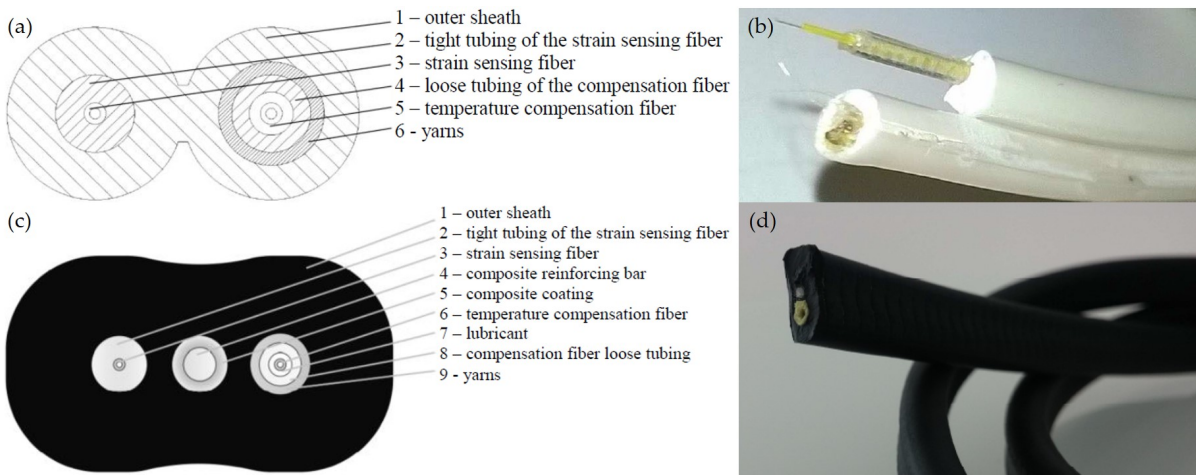 (a)
1 – outer sheath
2 – tight tubing of the strain sensing fiber
3 – strain sensing fiber
4 – loose tubing of the compensation fiber
5 – temperature compensation fiber
6 - yarns
(b)
(c)
1 – outer sheath
2 – tight tubing of the strain sensing fiber
3 – strain sensing fiber
4 – composite reinforcing bar
5 – composite coating
6 – temperature compensation fiber
7 – lubricant
8 – compensation fiber loose tubing
9 - yarns
(d)